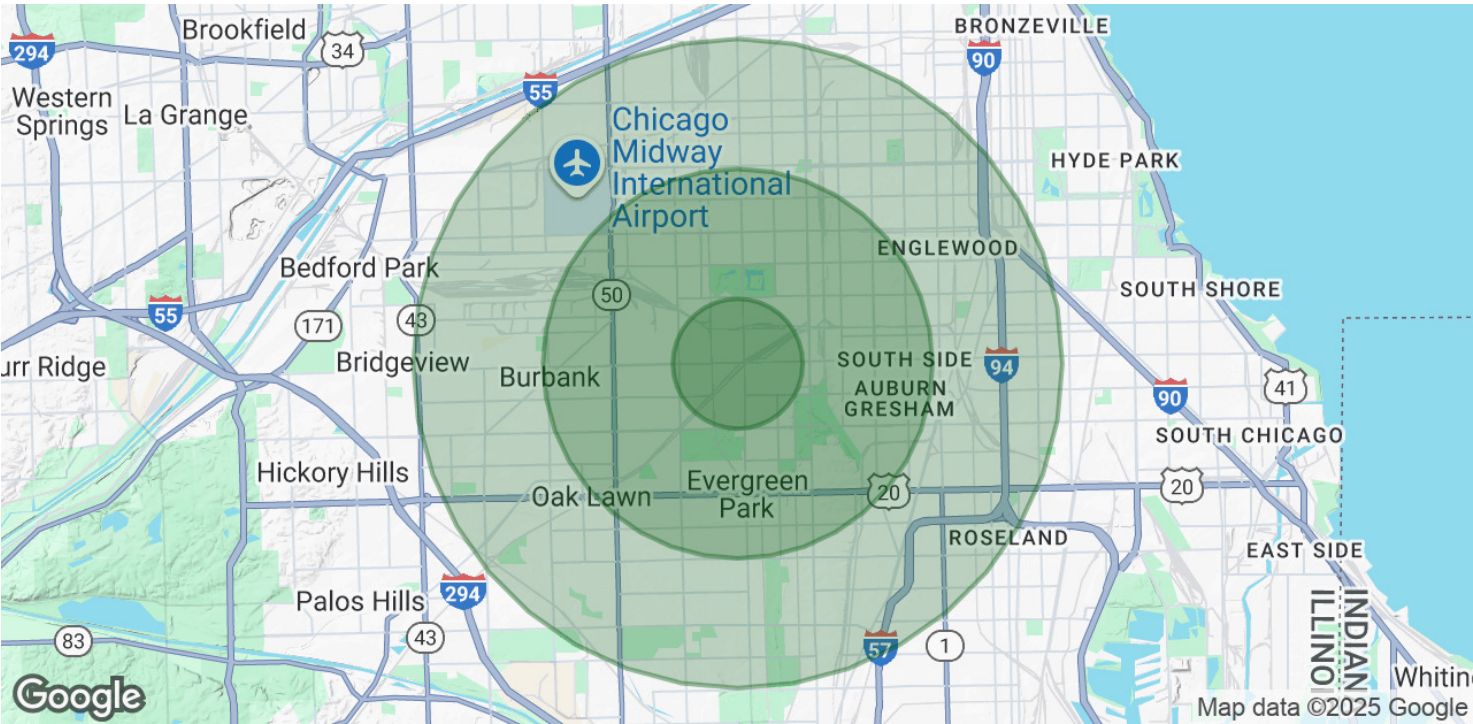 Brookfield
BRONZEVILLE
294
34
90
Western
Springs
La Grange
55
Chicago
Midway
International
Airport
HYDE PARK
ENGLEWOOD
Bedford Park
SOUTH SHORE
50
55
171
43
Bridgeview
urr Ridge
Burbank
SOUTH SIDE
94
AUBURN
GRESHAM
41
90
SOUTH CHICAGO
Hickory Hills
Evergreen
Park
Oak Lawn
20
20
ROSELAND
EAST SIDE
Palos Hills
294
83
43
57
1
INDIAN
ILLINO
Whitin
Google
Map data ©2025 Google